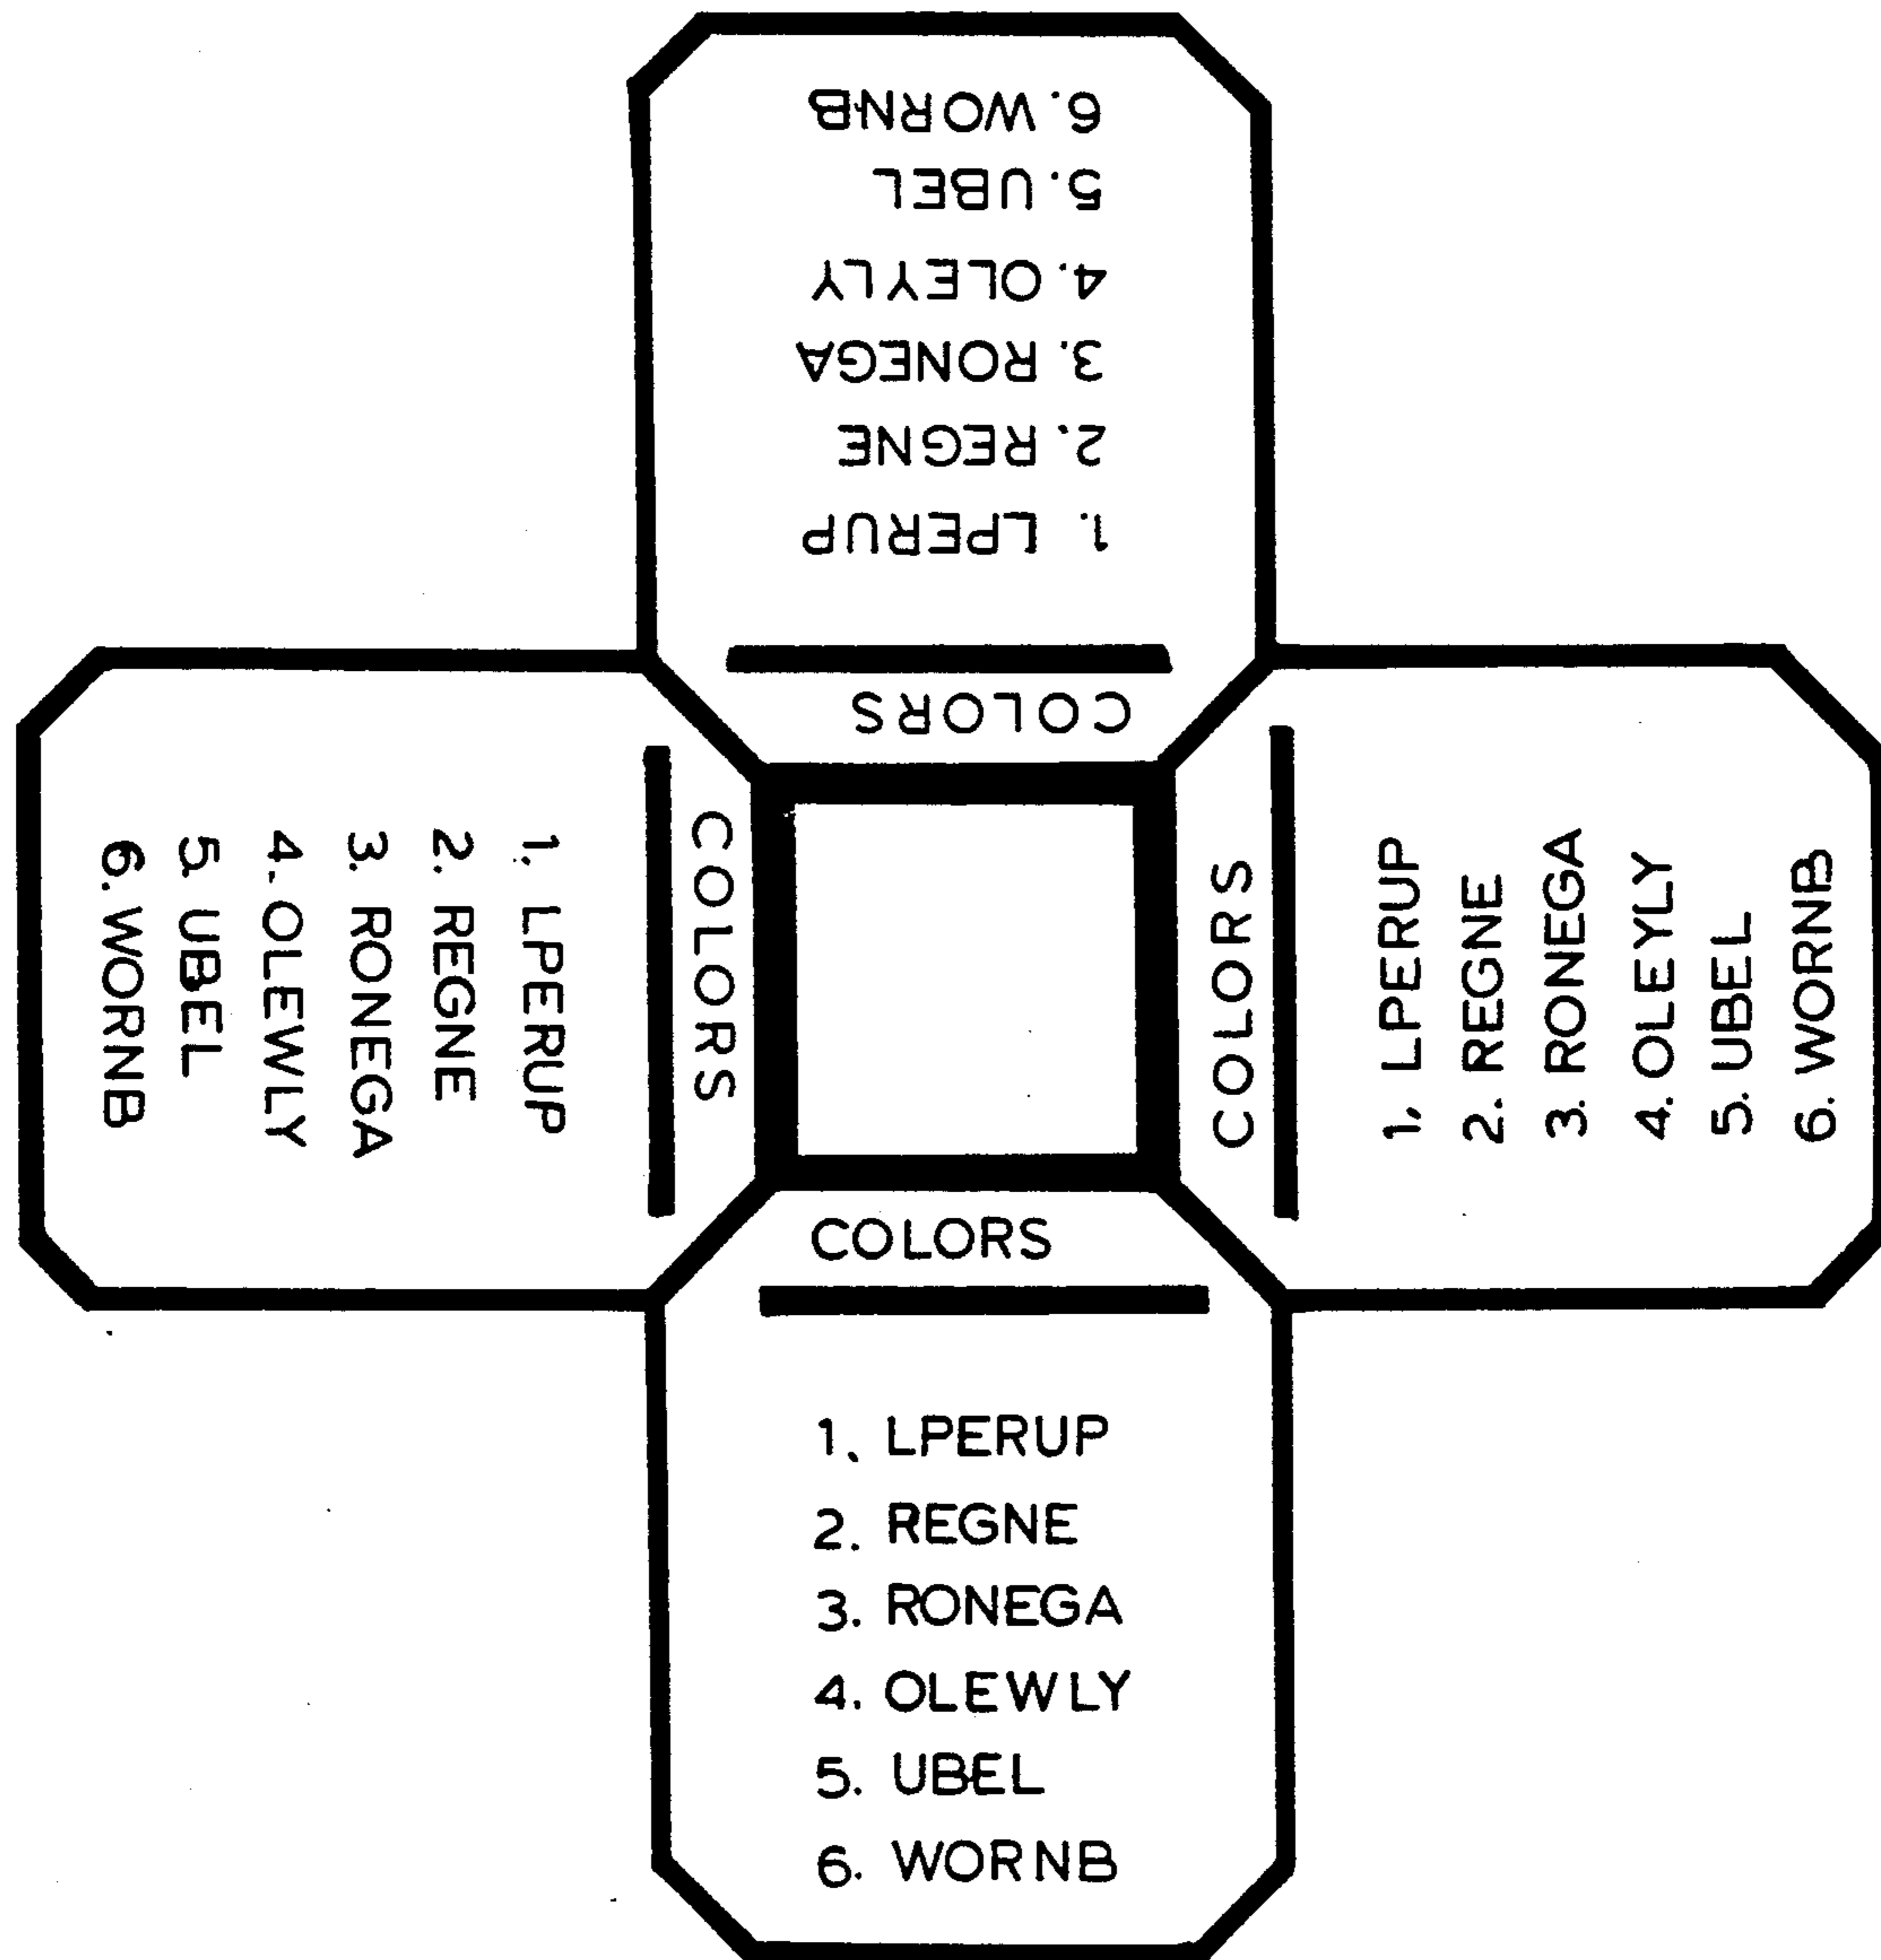 COLORS
1. LPERUP
2. REGNE
3. RONEGA
4. OLEYLY
5. UBEL
6. WORNB
COLORS
1. LPERUP
2. REGNE
3. RONEGA
4. OLEWLY
5. UBEL
6. WORNB
COLORS
1, LPERUP
2. REGNE
3. RONEGA
4. OLEYLY
5. UBEL
6. WORNB
COLORS
1. LPERUP
2. REGNE
3. RONEGA
4. OLEWLY
5. UBEL
6. WORNB